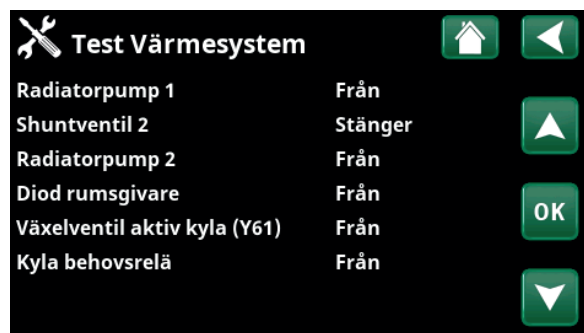 Test Värmesystem
Radiatorpump 1 Från
Shuntventil 2 Stänger
Radiatorpump 2 Från
Diod rumsgivare Från
Växelventil aktiv kyla (Y61) Från
OK
Kyla behovsrelä Från